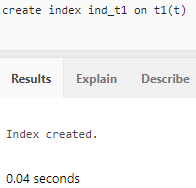 create index ind_t1 on t1(t)
Results Explain Describe
Index created.
0.04 seconds